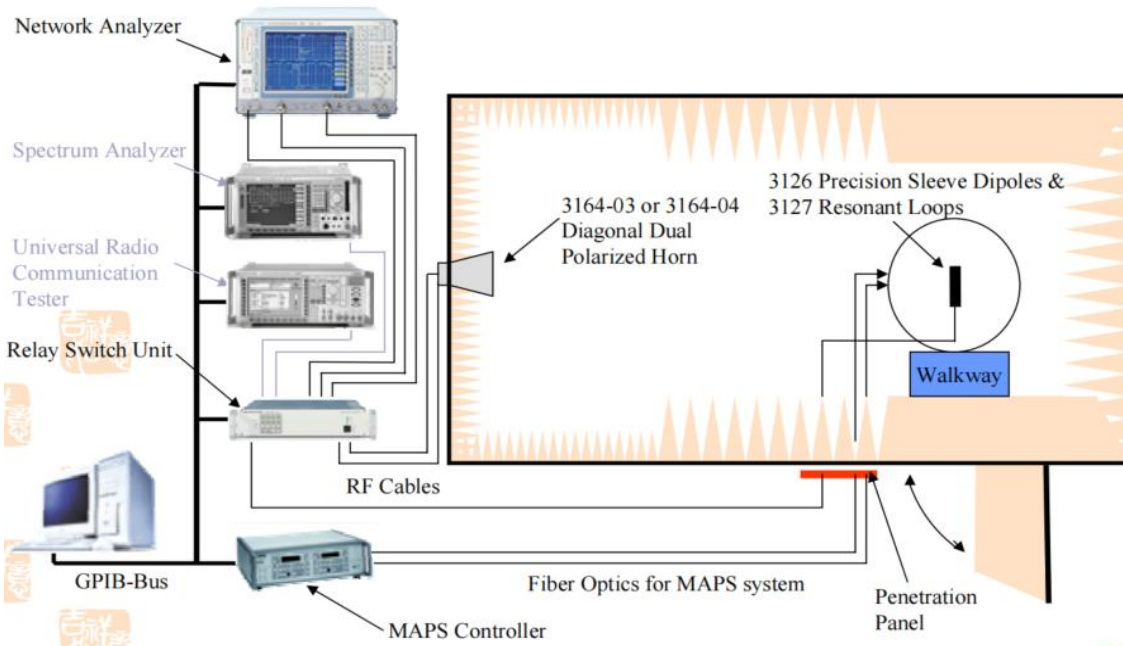 Network Analyzer
Spectrum Analyzer
Universal Radio
Communication
Tester
Relay Switch Unit
3164-03 or 3164-04
Diagonal Dual
Polarized Horn
3126 Precision Sleeve Dipoles &
3127 Resonant Loops
Walkway
RF Cables
GPIB-Bus
Fiber Optics for MAPS system
MAPS Controller
Penetration
Panel